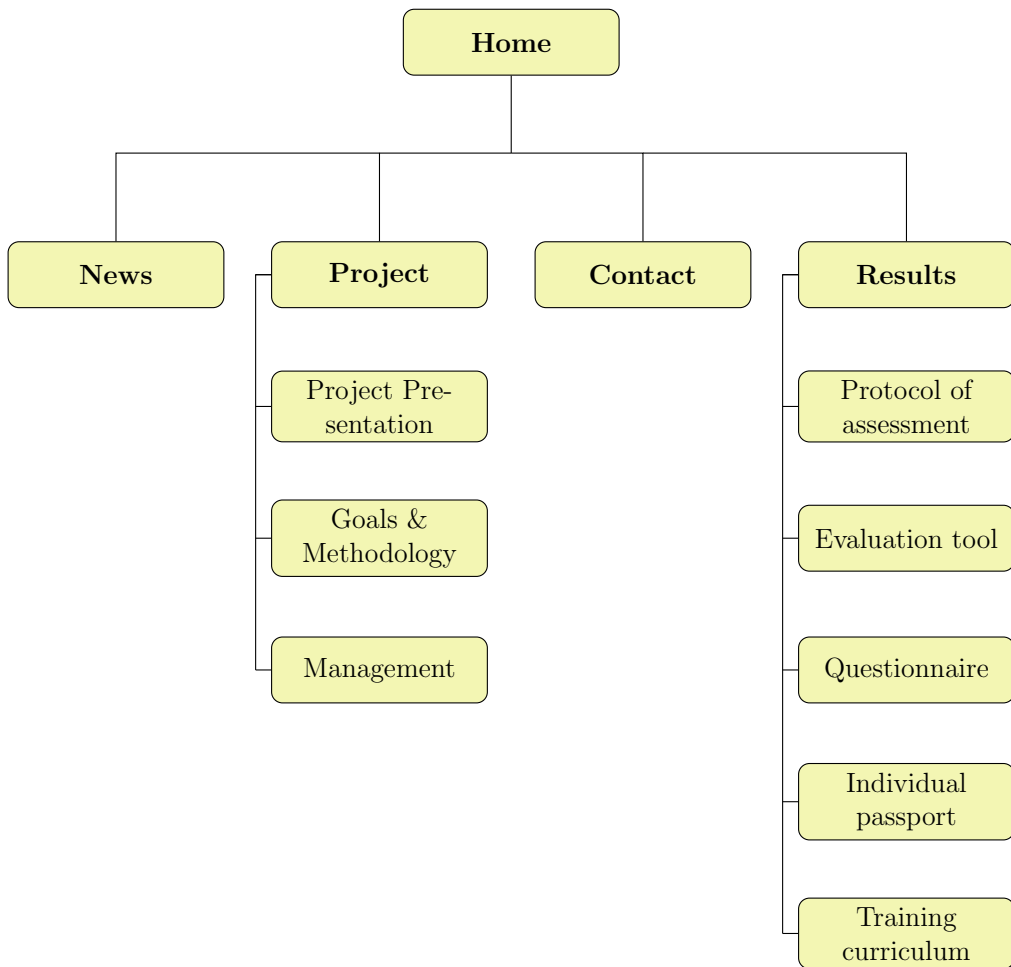 Home
News
Project
Contact
Results
Project Pre-
sentation
Protocol of
assessment
Goals &
Methodology
Evaluation tool
Management
Questionnaire
Individual
passport
Training
curriculum